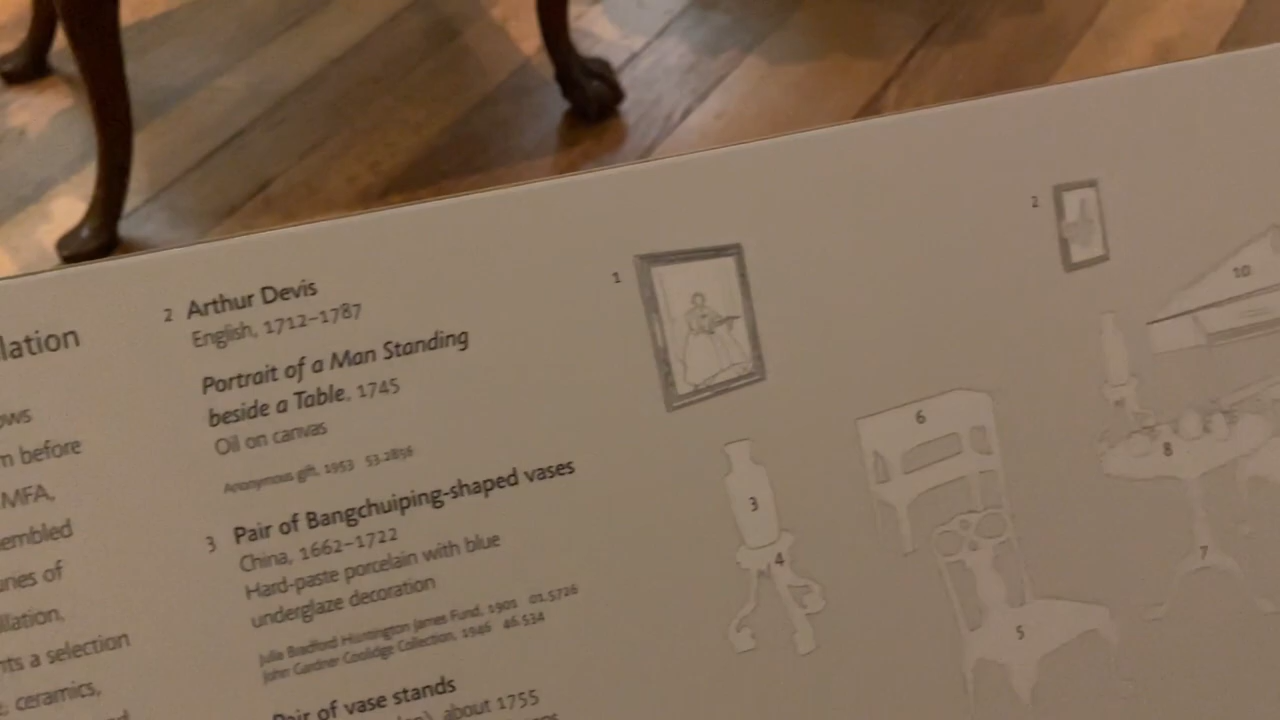 lation
ows
m before
MFA,
embled
uries of
llation,
nts a selection
ceramics,
2 Arthur Devis
English, 1712–1787
Portrait of a Man Standing
beside a Table, 1745
Oil on canvas
Anonymous gift, 1953 53.2856
3 Pair of Bangchuiping-shaped vases
China, 1662–1722
Hard-paste porcelain with blue
underglaze decoration
Julia Bradford Huntington James Fund, 1901 01.5726
John Gardner Coolidge Collection, 1946 46.534
Pair of vase stands
about 1755
1
2
10
6
3
8
4
7
5